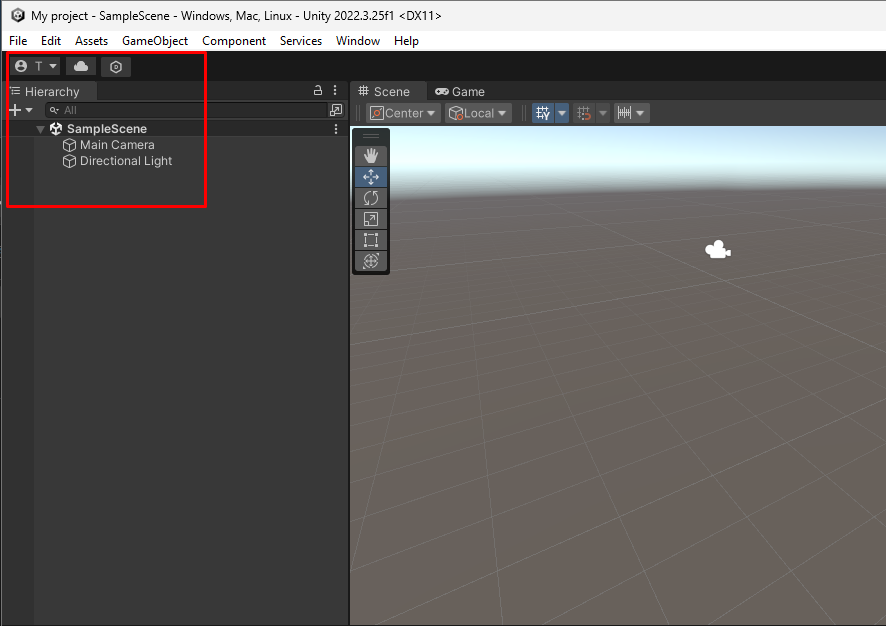 My project - SampleScene - Windows, Mac, Linux - Unity 2022.3.25f1 <DX11>
File Edit Assets GameObject Component Services Window Help
T
Hierarchy
All
SampleScene
Main Camera
Directional Light
Scene Game
Center Local